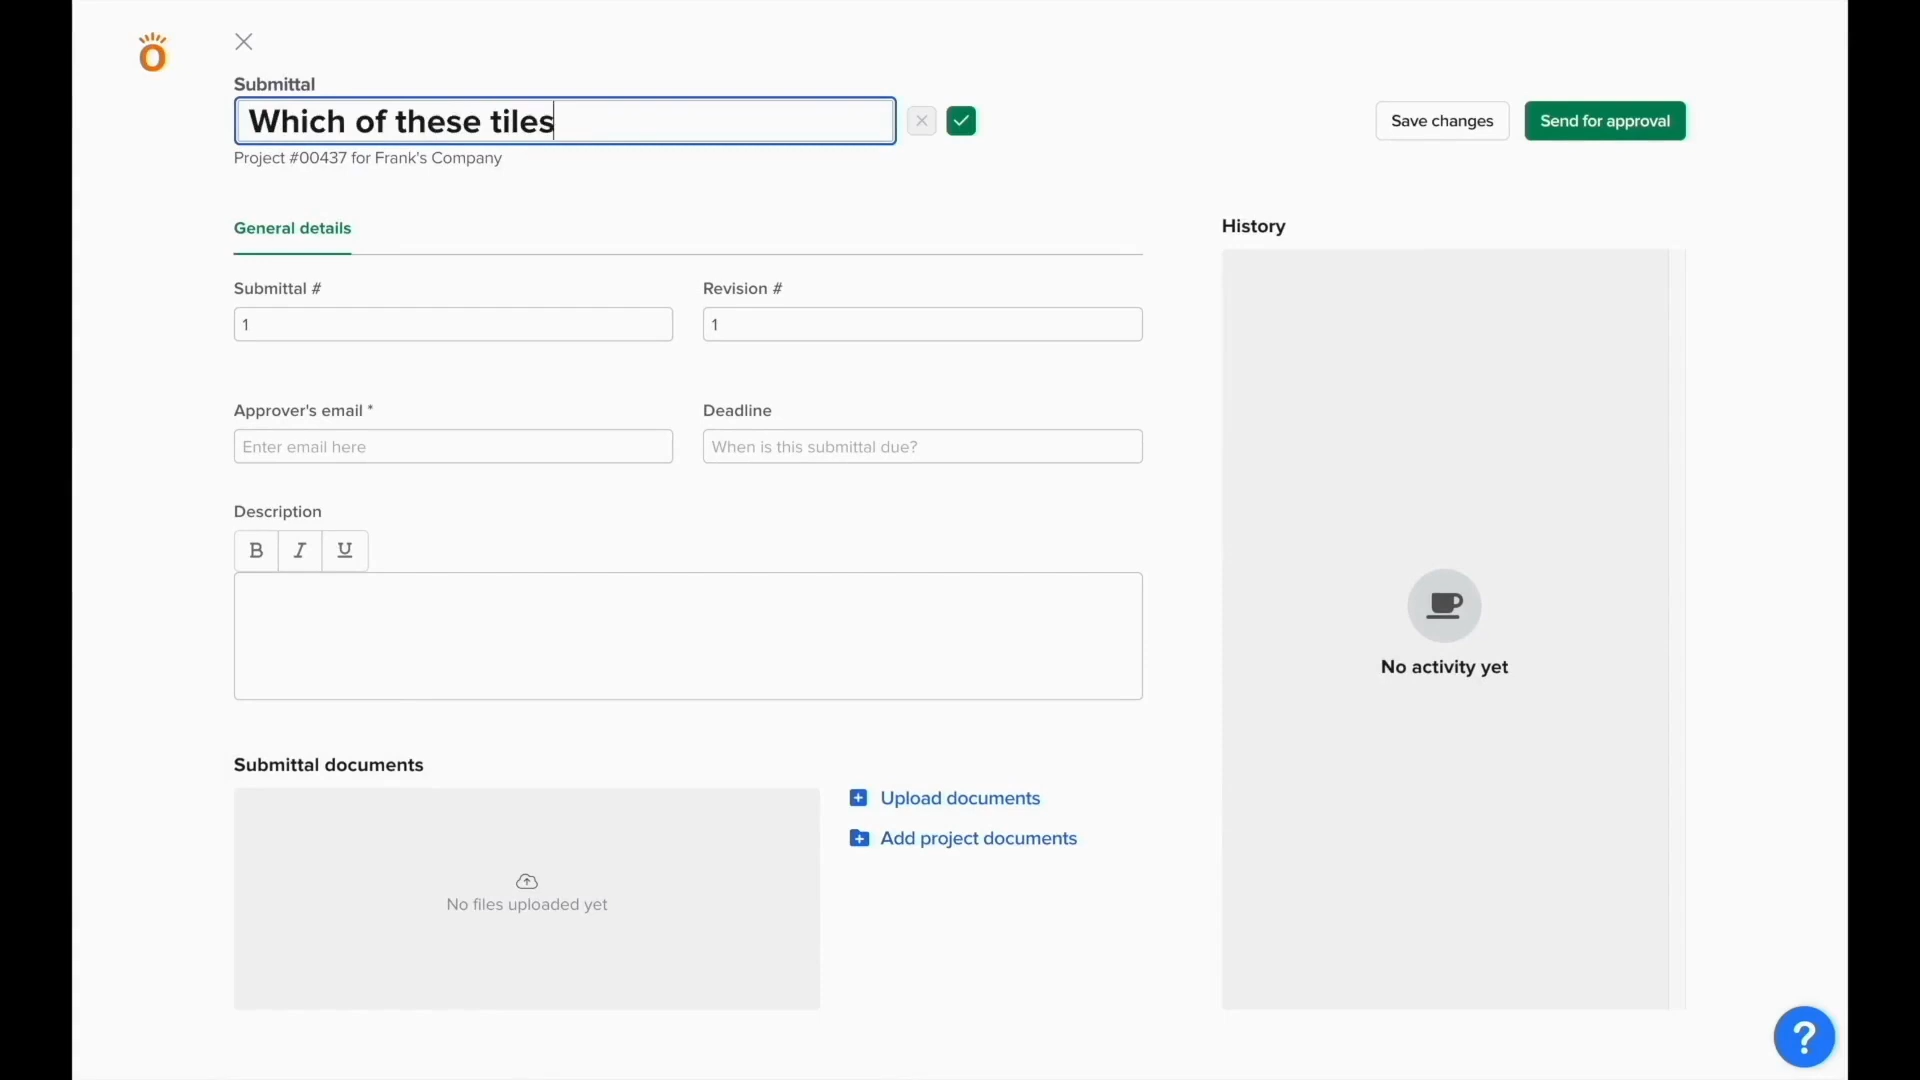 Submittal
Which of these tiles
Save changes
Send for approval
Project #00437 for Frank's Company
General details
History
Submittal #
Revision #
1
1
Approver's email *
Deadline
Enter email here
When is this submittal due?
Description
B I U
No activity yet
Submittal documents
Upload documents
Add project documents
No files uploaded yet
?